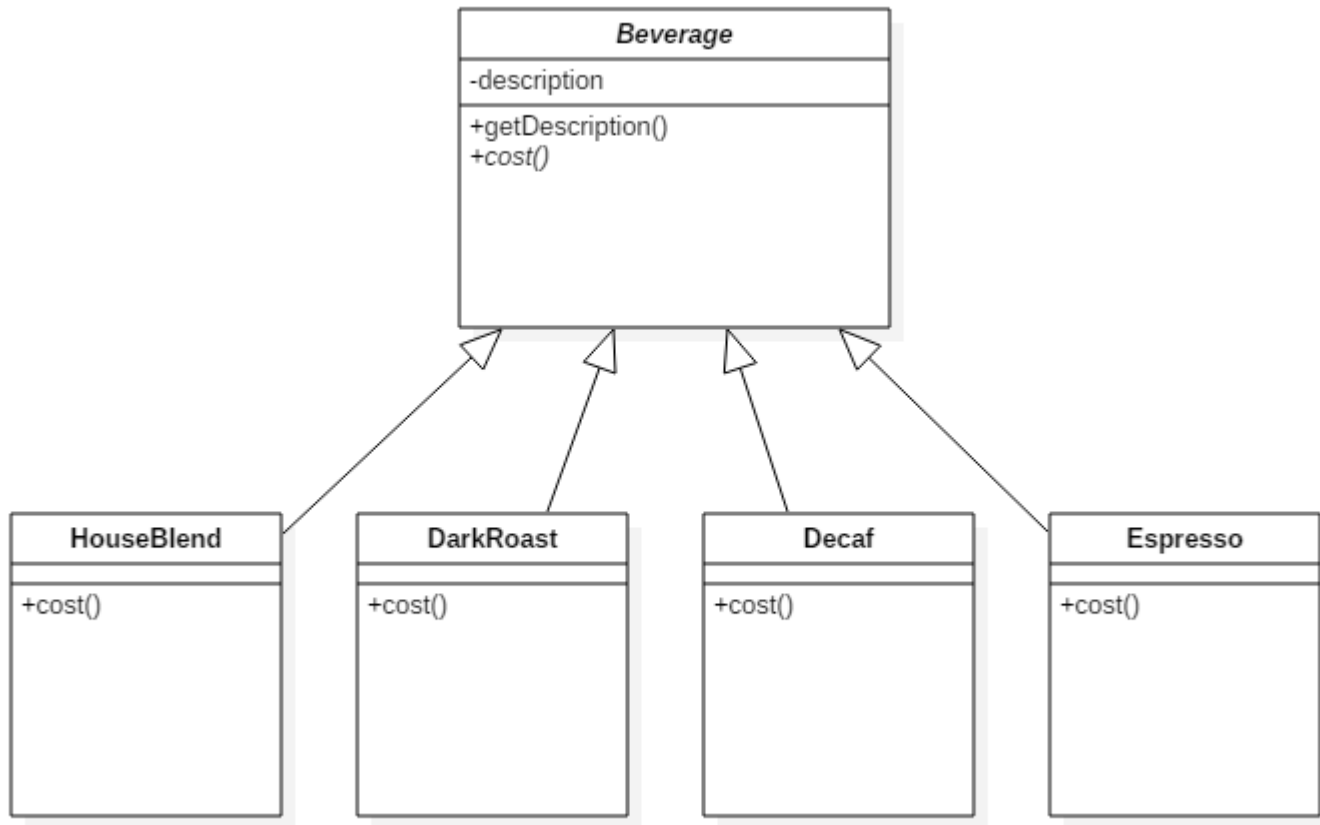 Beverage
-description
+getDescription()
+cost()
HouseBlend
+cost()
DarkRoast
+cost()
Decaf
+cost()
Espresso
+cost()